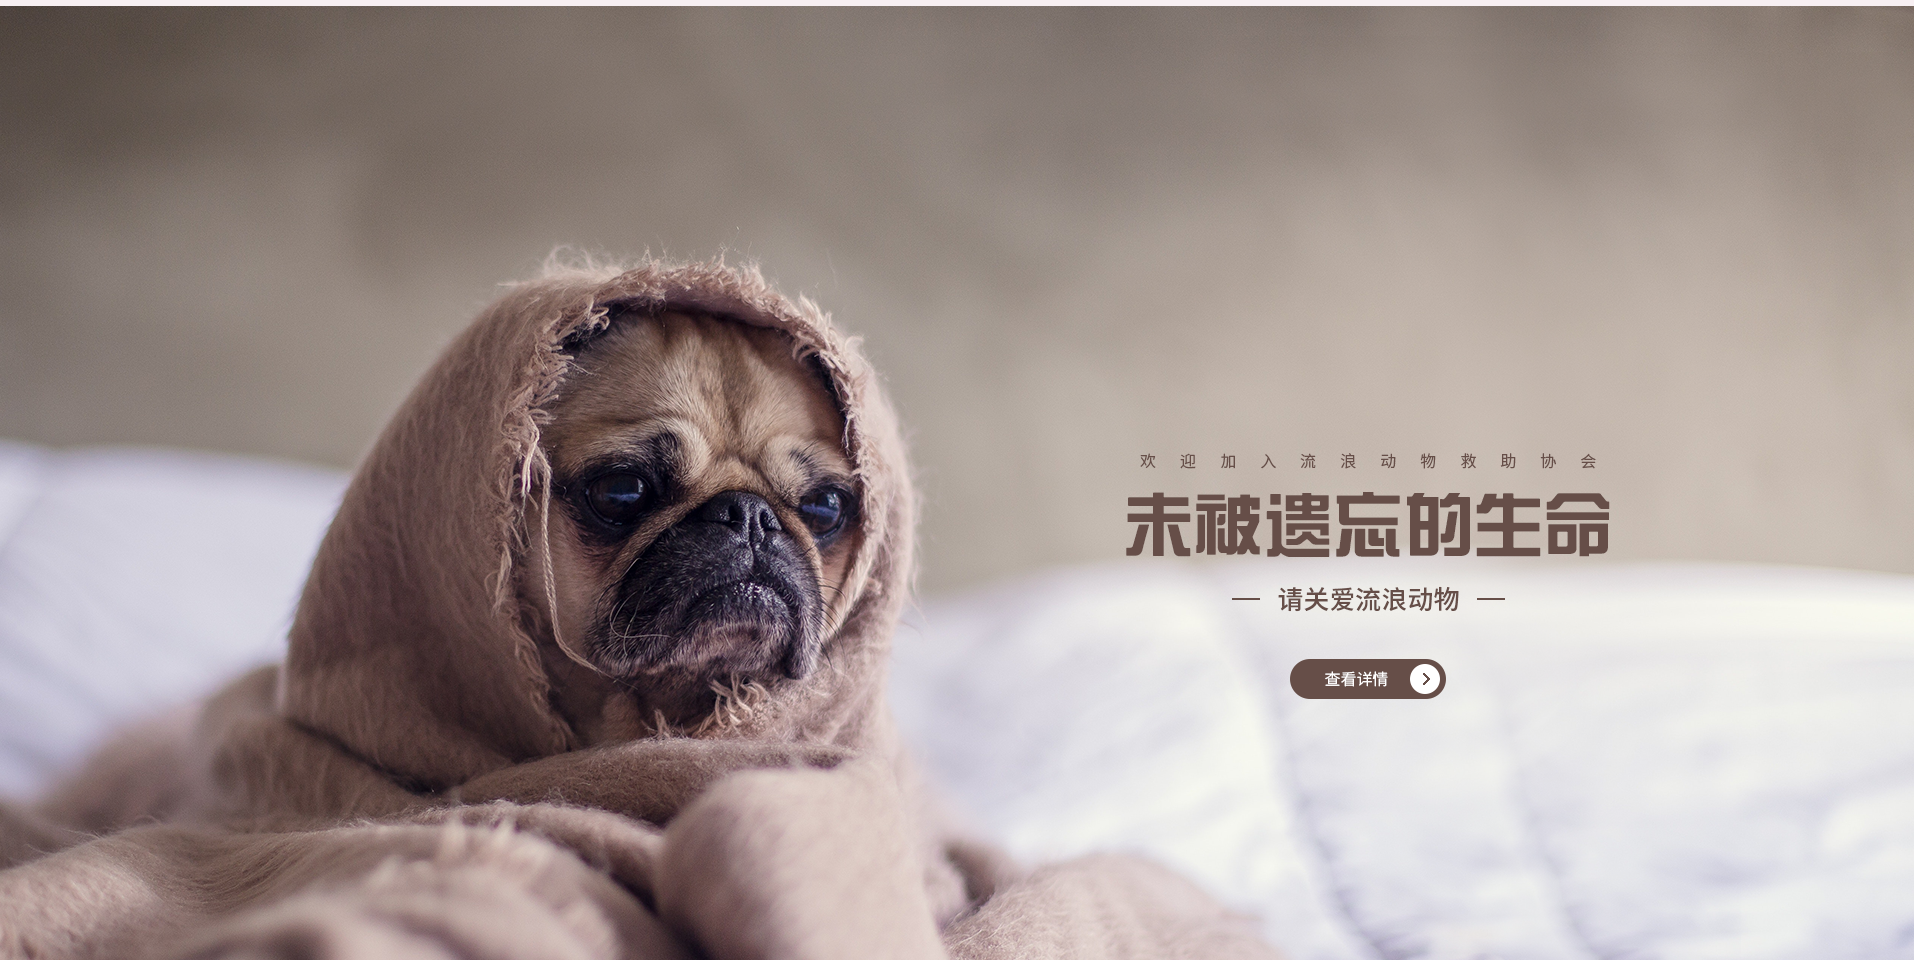 欢迎加入流浪动物救助协会
未被遗忘的生命
请关爱流浪动物
查看详情